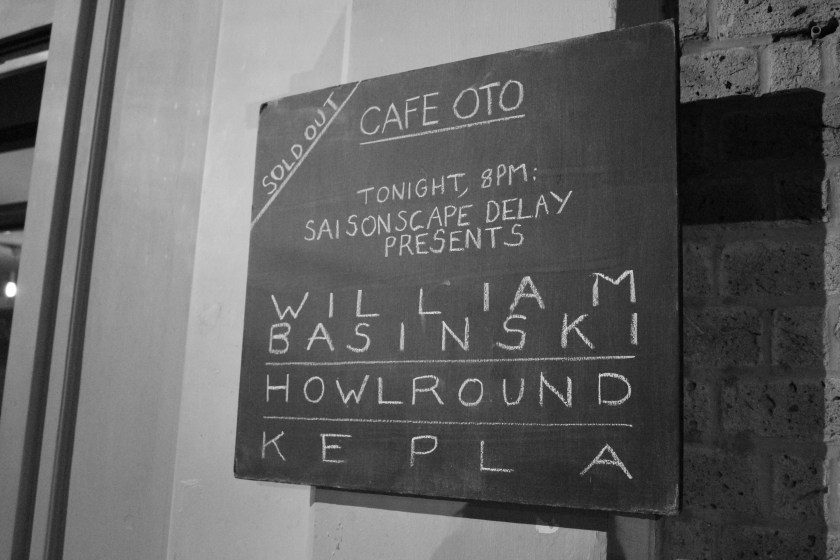 SOLD OUT
CAFE OTO
TONIGHT, 8PM:
SAISONSCAPE DELAY
PRESENTS
WILLIAM
BASINSKI
HOWLROUND
KEPLA